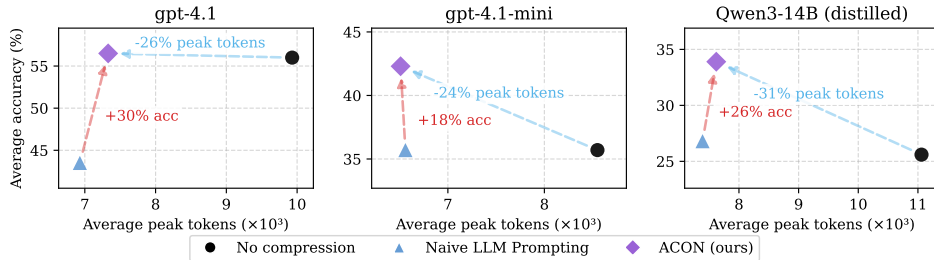 gpt-4.1
gpt-4.1-mini
Qwen3-14B (distilled)
Average accuracy (%)
55
50
45
-26% peak tokens
+30% acc
7
8
9
10
Average peak tokens (×10³)
45
40
35
-24% peak tokens
+18% acc
7
8
Average peak tokens (×10³)
35
30
25
-31% peak tokens
+26% acc
8
9
10
11
Average peak tokens (×10³)
No compression
Naive LLM Prompting
ACON (ours)